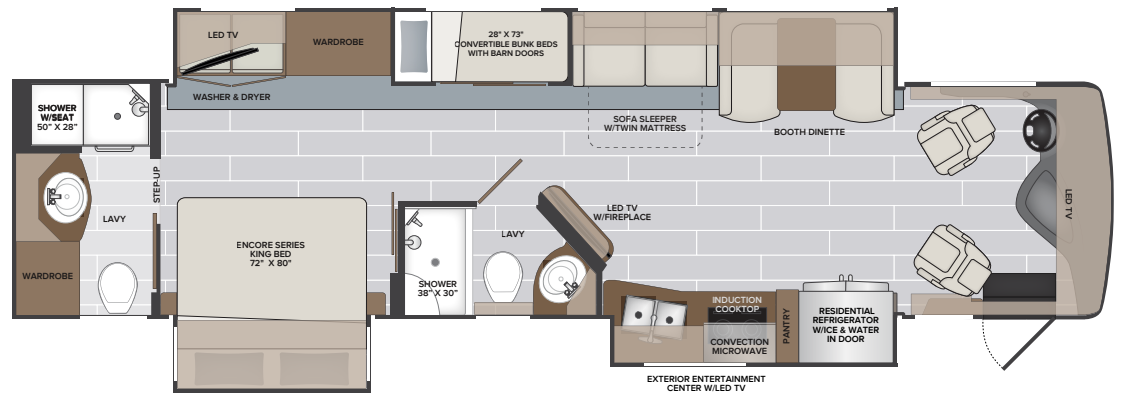 LED TV
WARDROBE
28" X 73"
CONVERTIBLE BUNK BEDS
WITH BARN DOORS
WASHER & DRYER
SHOWER
W/SEAT
50" X 28"
SOFA SLEEPER
W/TWIN MATTRESS
BOOTH DINETTE
STEP-UP
LAVY
WARDROBE
ENCORE SERIES
KING BED
72" X 80"
LED TV
W/FIREPLACE
LAVY
SHOWER
38" X 30"
LED TV
INDUCTION
COOKTOP
CONVECTION
MICROWAVE
PANTRY
RESIDENTIAL
REFRIGERATOR
W/ICE & WATER
IN DOOR
EXTERIOR ENTERTAINMENT
CENTER W/LED TV